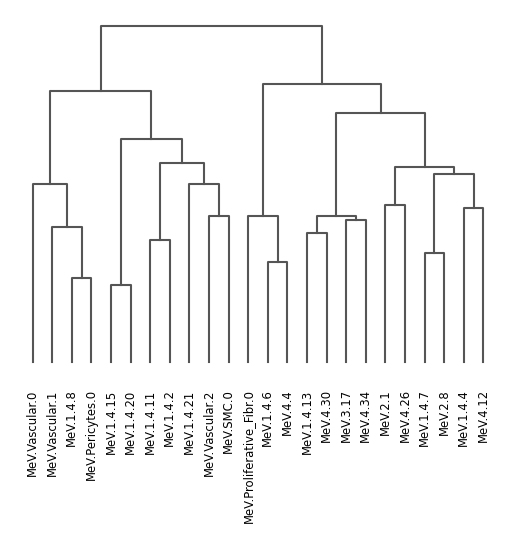 MeV.Vascular.0
MeV.Vascular.1
MeV.1.4.8
MeV.Pericytes.0
MeV.1.4.15
MeV.1.4.20
MeV.1.4.11
MeV.1.4.2
MeV.1.4.21
MeV.Vascular.2
MeV.SMC.0
MeV.Proliferative_Fibr.0
MeV.1.4.6
MeV.4.4
MeV.1.4.13
MeV.4.30
MeV.3.17
MeV.4.34
MeV.2.1
MeV.4.26
MeV.1.4.7
MeV.2.8
MeV.1.4.4
MeV.4.12